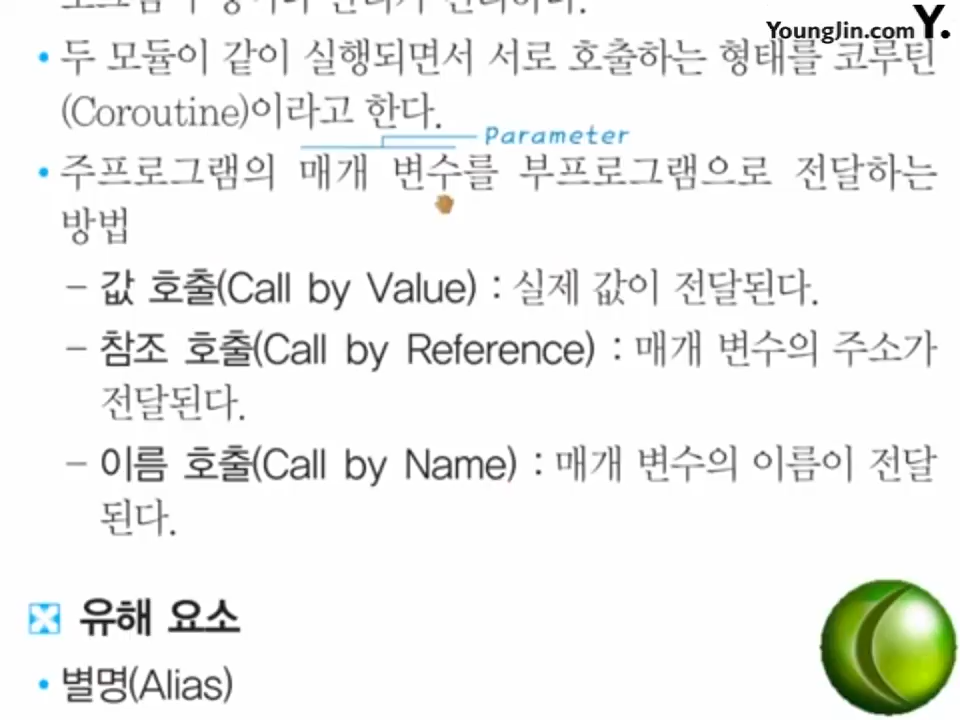 YoungJin.com Y.
• 두 모듈이 같이 실행되면서 서로 호출하는 형태를 코루틴
(Coroutine)이라고 한다.
Parameter
• 주프로그램의 매개 변수를 부프로그램으로 전달하는
방법
– 값 호출(Call by Value) : 실제 값이 전달된다.
– 참조 호출(Call by Reference) : 매개 변수의 주소가
전달된다.
– 이름 호출(Call by Name) : 매개 변수의 이름이 전달
된다.
유해 요소
• 별명(Alias)